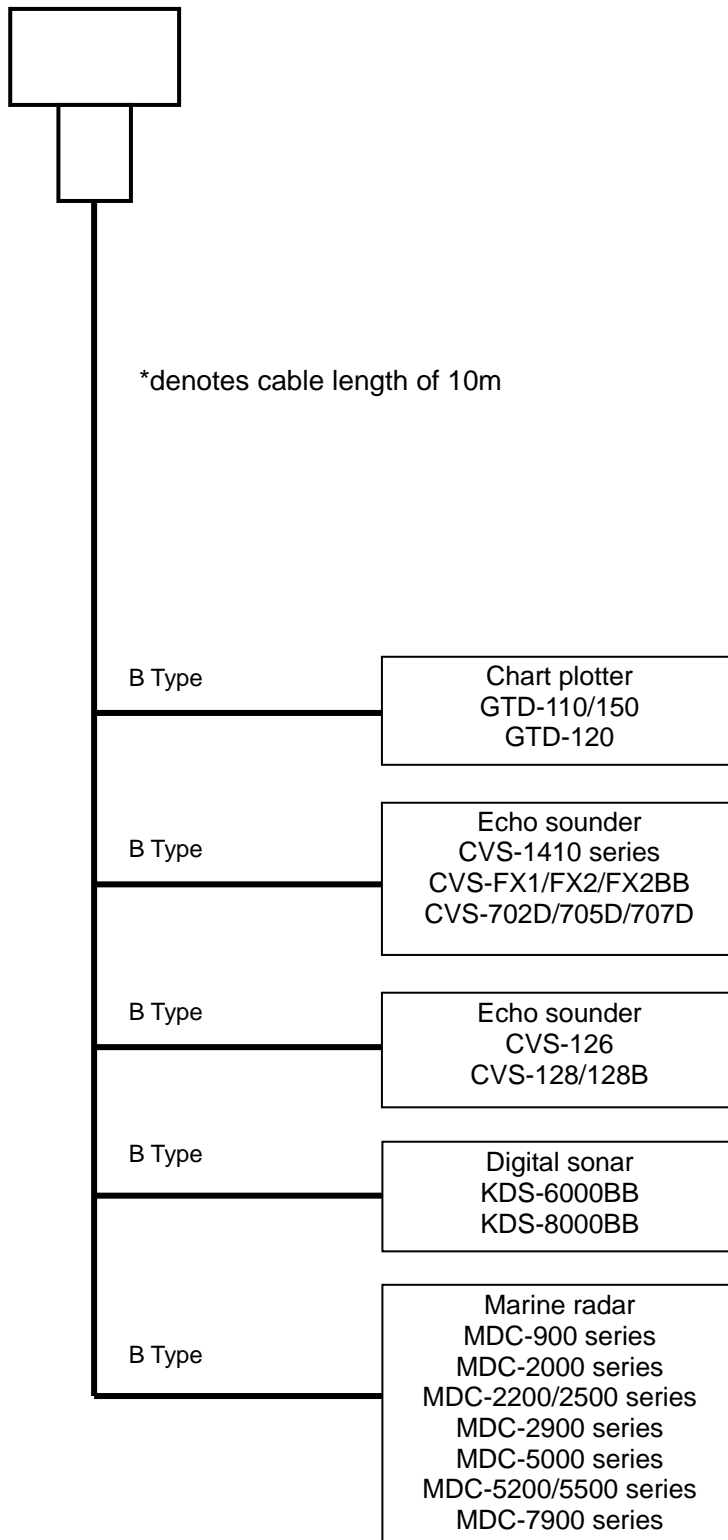 *denotes cable length of 10m
B Type
Chart plotter
GTD-110/150
GTD-120
B Type
Echo sounder
CVS-1410 series
CVS-FX1/FX2/FX2BB
CVS-702D/705D/707D
B Type
Echo sounder
CVS-126
CVS-128/128B
B Type
Digital sonar
KDS-6000BB
KDS-8000BB
B Type
Marine radar
MDC-900 series
MDC-2000 series
MDC-2200/2500 series
MDC-2900 series
MDC-5000 series
MDC-5200/5500 series
MDC-7900 series